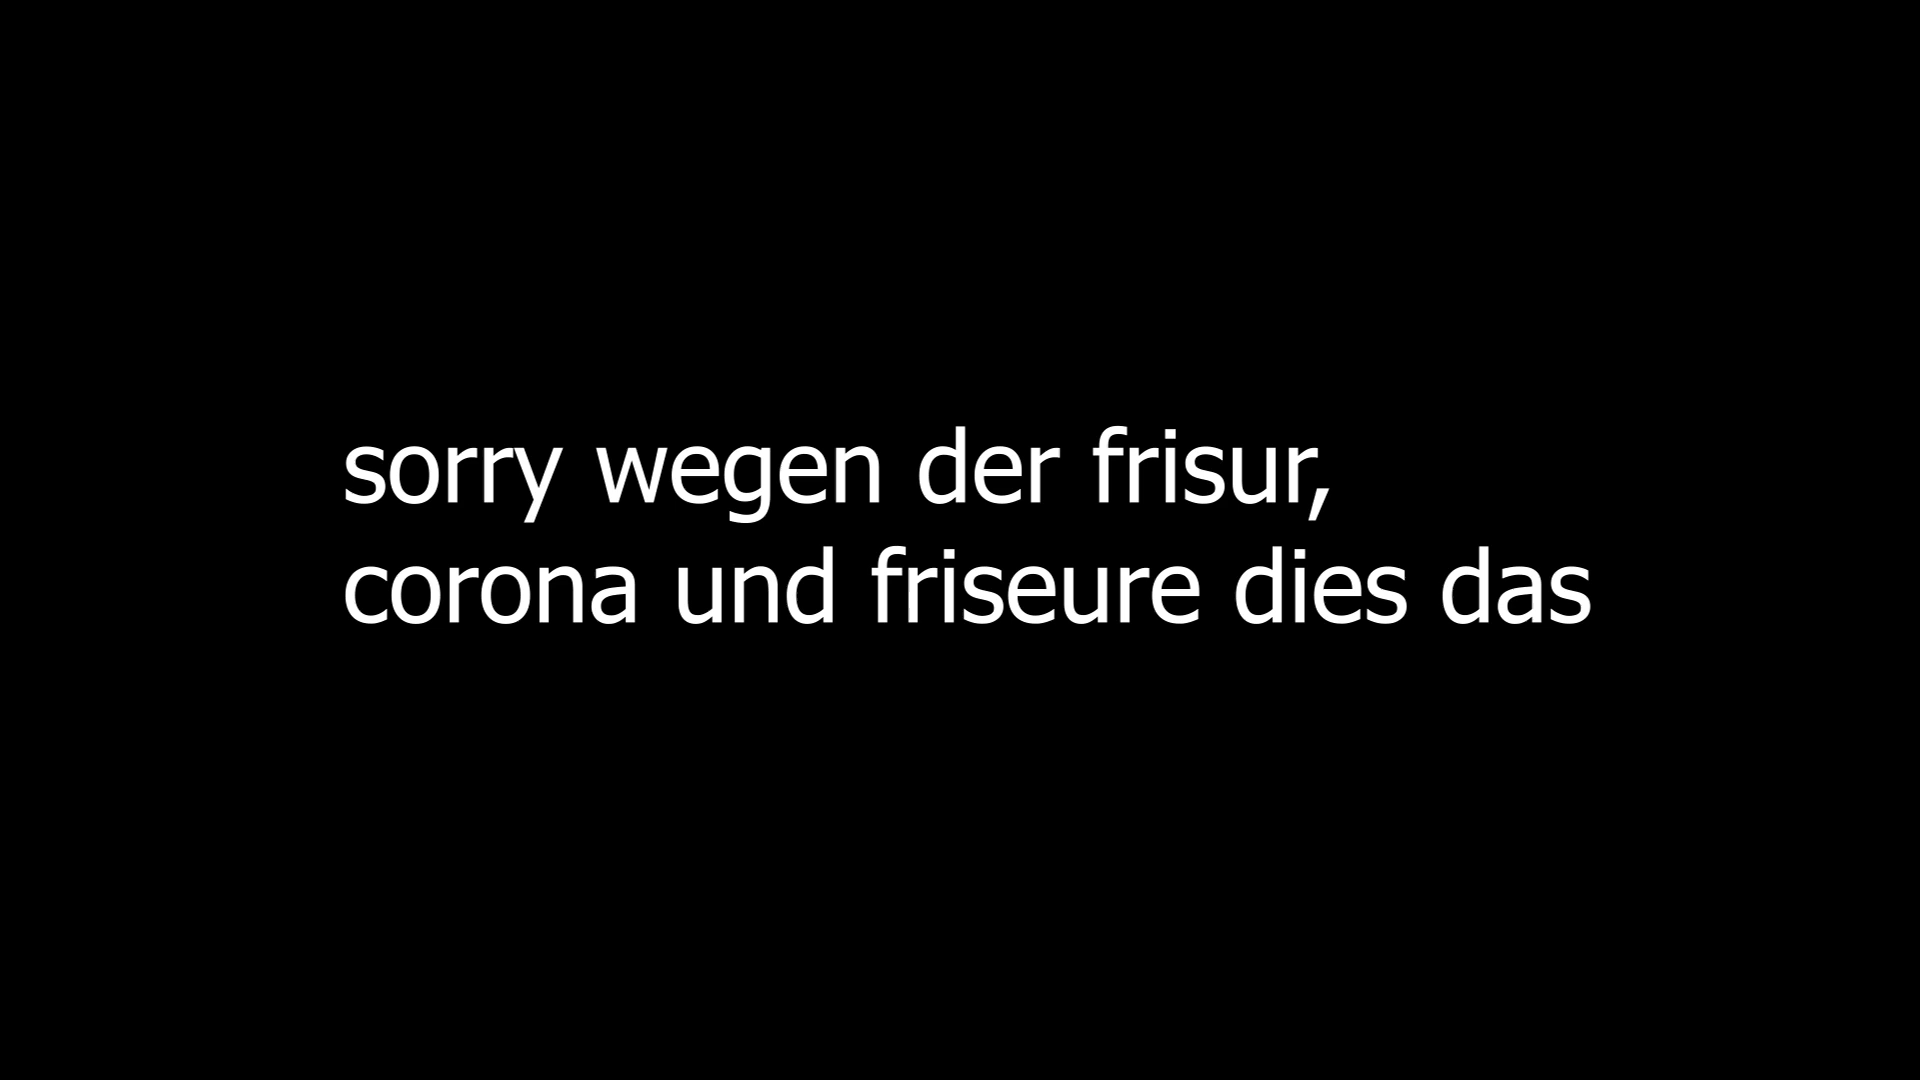 sorry wegen der frisur,
corona und friseure dies das